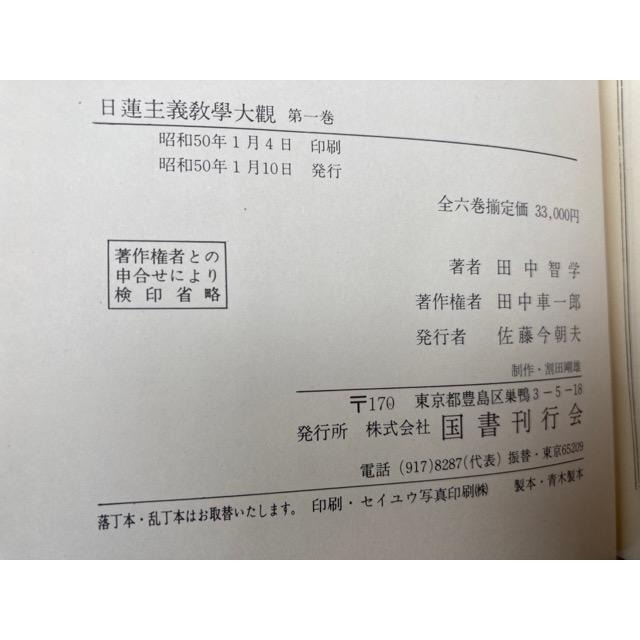 日蓮主義敎學大觀 第一巻
昭和50年1月4日 印刷
昭和50年1月10日 発行
全六巻揃定価 33,000円
著作権者との
申合せにより
検印省略
著者 田中智学
著作権者 田中車一郎
発行者 佐藤今朝夫
制作・割田剛雄
〒170 東京都豊島区巣鴨3-5-18
発行所 株式会社 国書刊行会
電話 (917)8287(代表) 振替・東京65209
落丁本・乱丁本はお取替いたします。 印刷・セイユウ写真印刷㈱ 製本・青木製本